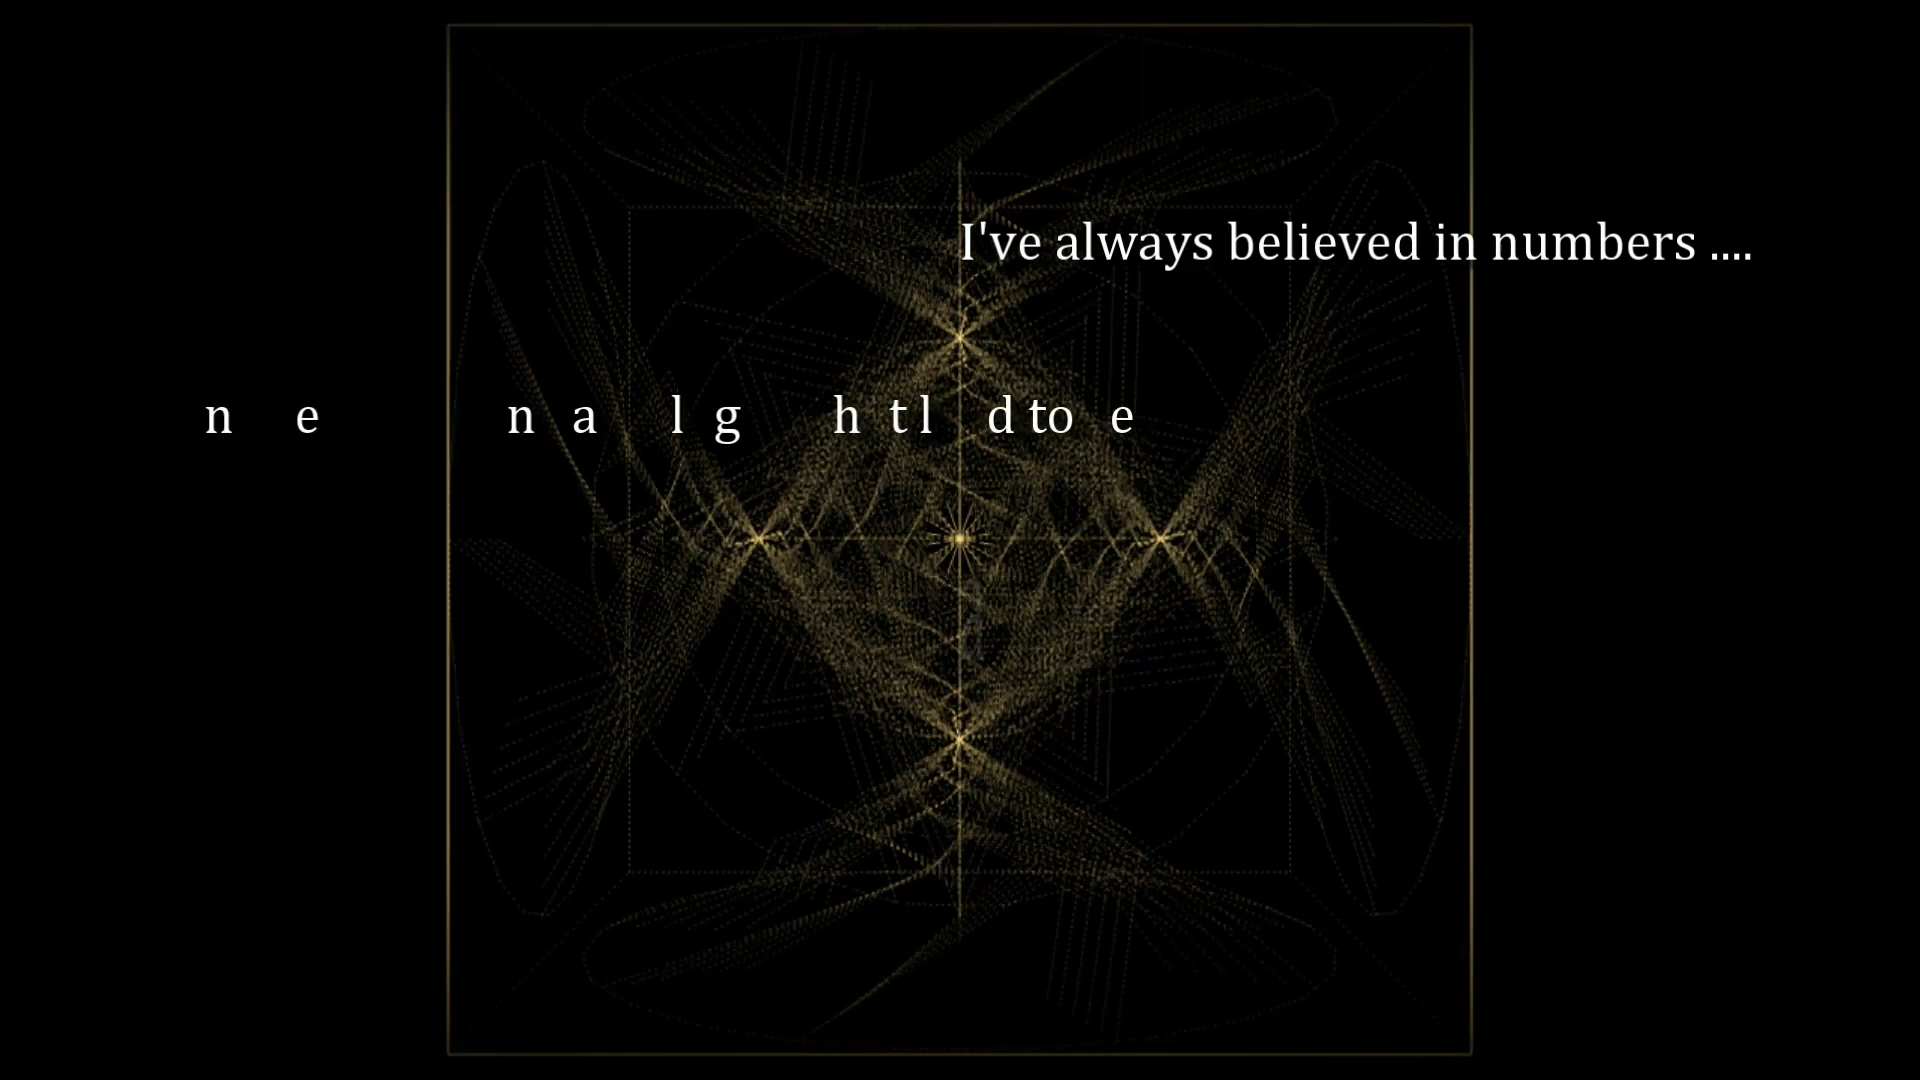 I've always believed in numbers ....
n e n a l g h t l d to e